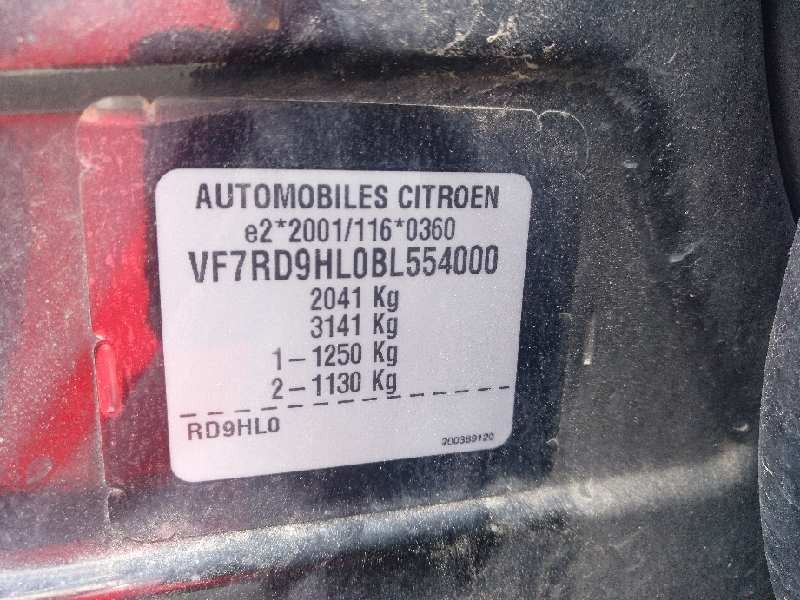 AUTOMOBILES CITROEN
e2*2001/116*0360
VF7RD9HL0BL554000
2041 Kg
3141 Kg
1-1250 Kg
2-1130 Kg
RD9HL0